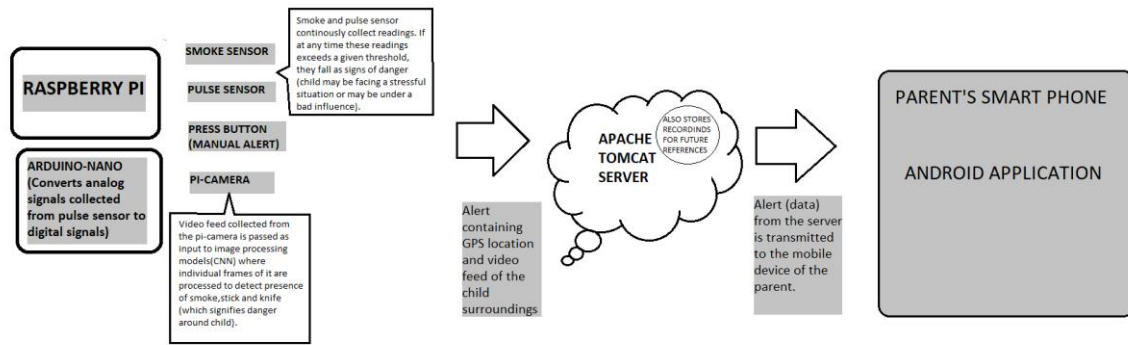 RASPBERRY PI
ARDUINO-NANO
(Converts analog
signals collected
from pulse sensor to
digital signals)
SMOKE SENSOR
PULSE SENSOR
PRESS BUTTON
(MANUAL ALERT)
PI-CAMERA
Smoke and pulse sensor
continously collect readings. If
at any time these readings
exceeds a given threshold,
they fall as signs of danger
(child may be facing a stressful
situation or may be under a
bad influence).
Video feed collected from
the pi-camera is passed as
input to image processing
models(CNN) where
individual frames of it are
processed to detect presence
of smoke,stick and knife
(which signifies danger
around child).
Alert
containing
GPS location
and video
feed of the
child
surroundings
APACHE
TOMCAT
SERVER
ALSO STORES
RECORDINDS
FOR FUTURE
REFERENCES
Alert (data)
from the server
is transmitted
to the mobile
device of the
parent.
PARENT'S SMART PHONE
ANDROID APPLICATION